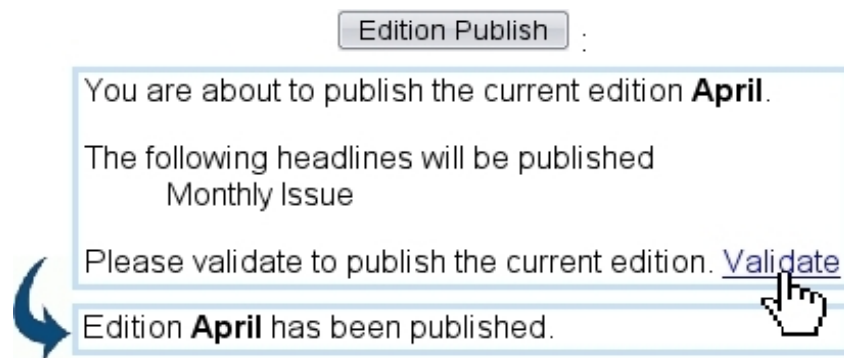 Edition Publish :
You are about to publish the current edition April.
The following headlines will be published
Monthly Issue
Please validate to publish the current edition. Validate
Edition April has been published.